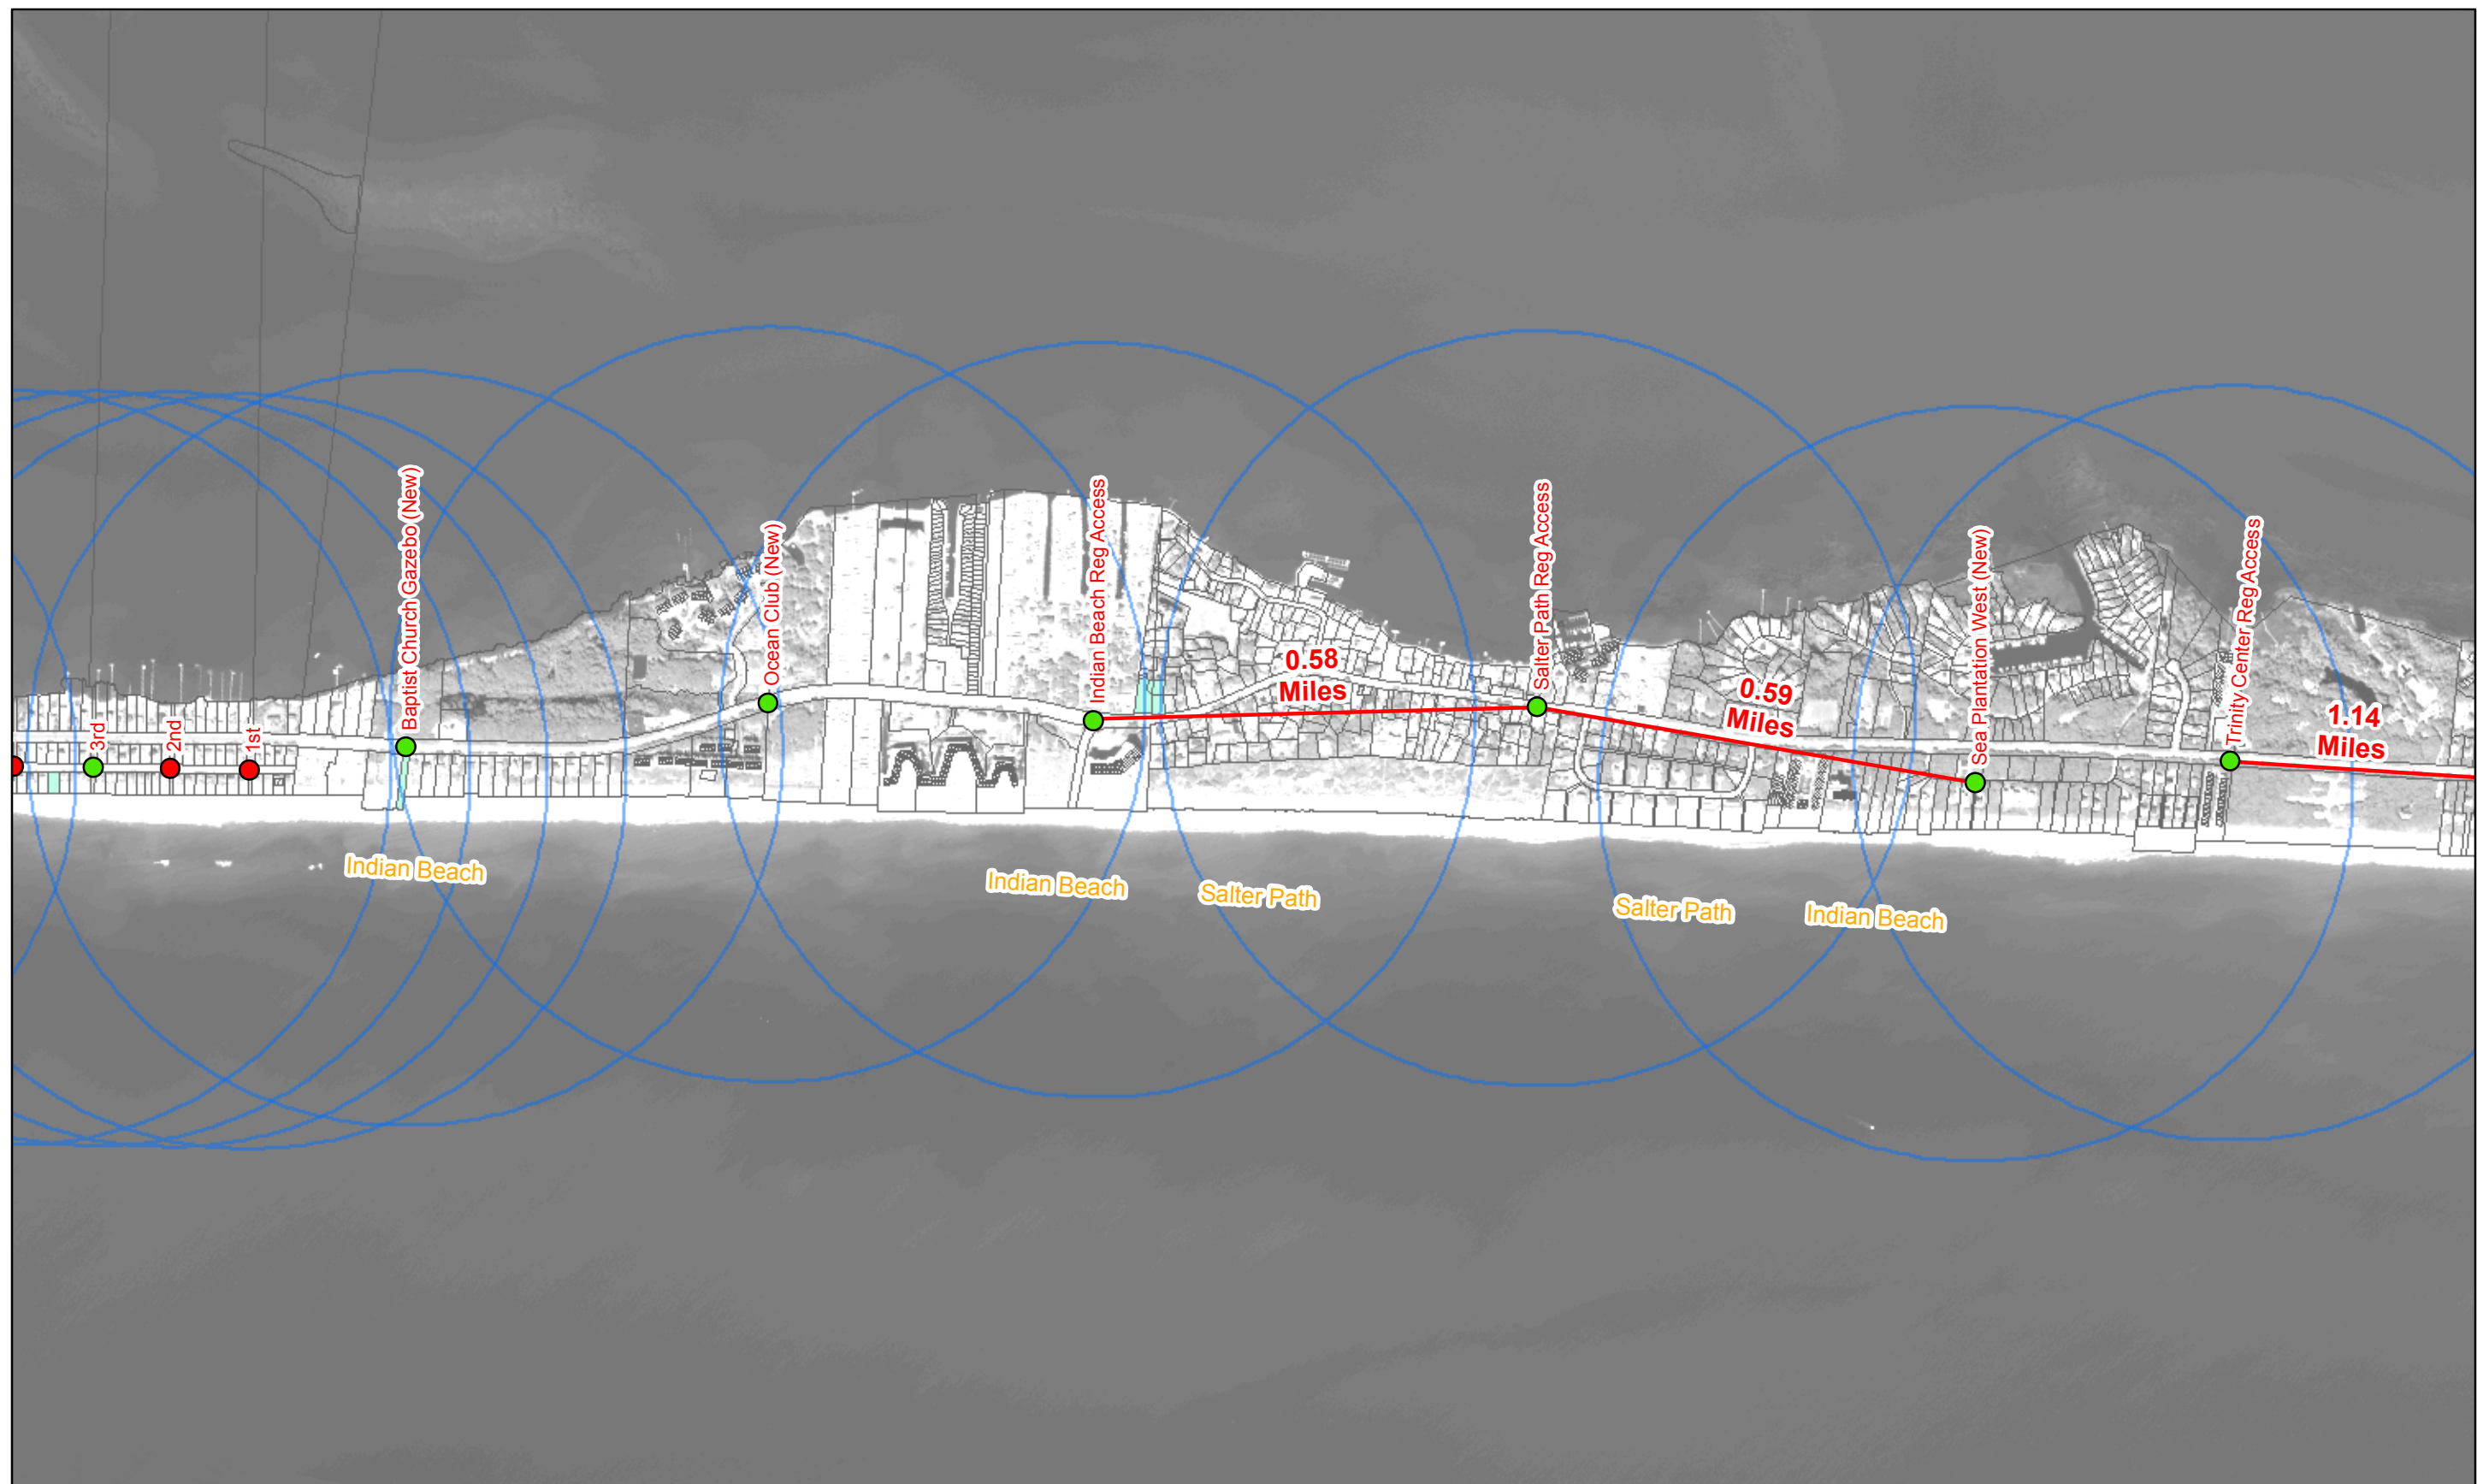 3rd
2nd
1st
Baptist Church Gazebo (New)
Ocean Club (New)
Indian Beach Reg Access
0.58
Miles
Salter Path Reg Access
0.59
Miles
Sea Plantation West (New)
Trinity Center Reg Access
1.14
Miles
Indian Beach
Indian Beach
Salter Path
Salter Path
Indian Beach